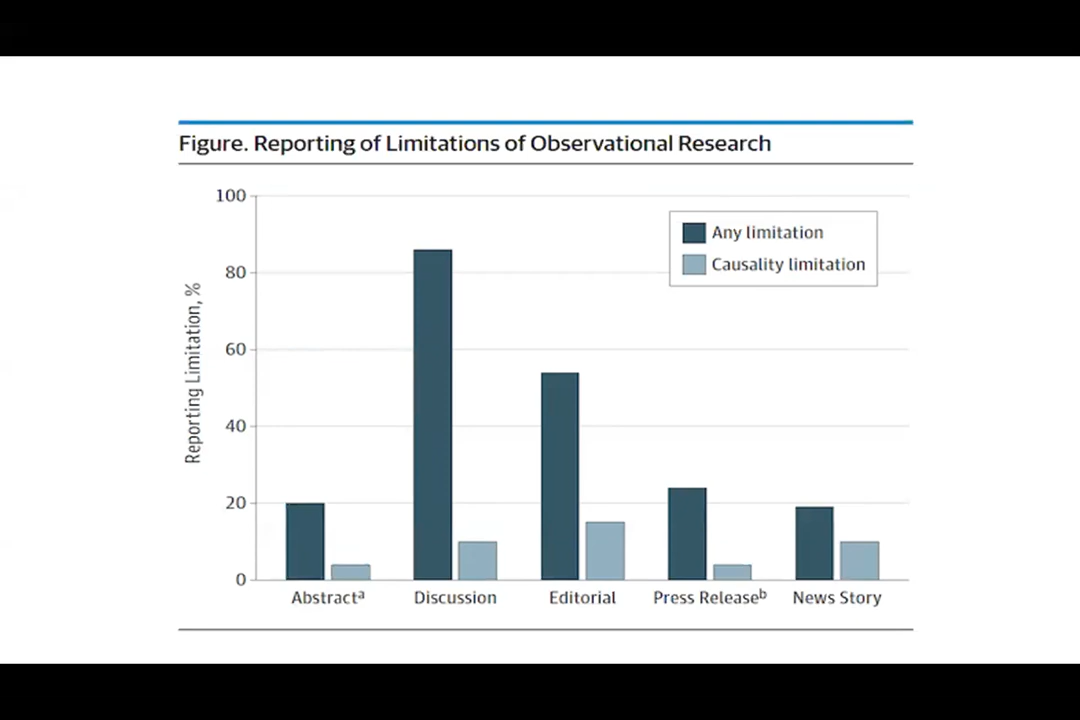 Figure. Reporting of Limitations of Observational Research
Reporting Limitation, %
100
80
60
40
20
0
Any limitation
Causality limitation
Abstractᵃ
Discussion
Editorial
Press Releaseᵇ
News Story